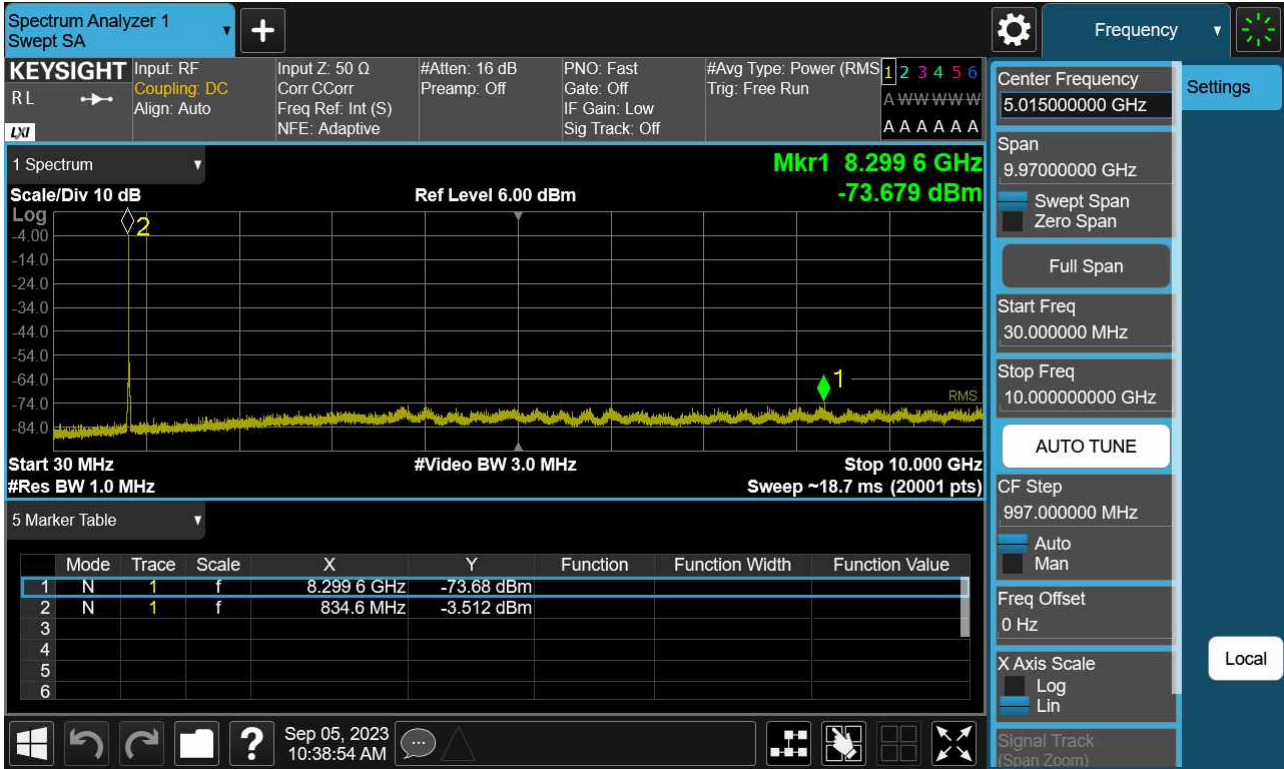 Spectrum Analyzer 1
Swept SA
+
Frequency
KEYSIGHT
RL
LXI
Input: RF
Coupling: DC
Align: Auto
Input Z: 50 Ω
Corr CCorr
Freq Ref: Int (S)
NFE: Adaptive
#Atten: 16 dB
Preamp: Off
PNO: Fast
Gate: Off
IF Gain: Low
Sig Track: Off
#Avg Type: Power (RMS
Trig: Free Run
1 2 3 4 5 6
A W W W W W
A A A A A A
1 Spectrum
Mkr1 8.299 6 GHz
-73.679 dBm
Scale/Div 10 dB
Ref Level 6.00 dBm
Log
2
-4.00
-14.0
-24.0
-34.0
-44.0
-54.0
-64.0
1
-74.0
RMS
-84.0
Start 30 MHz
#Video BW 3.0 MHz
Stop 10.000 GHz
#Res BW 1.0 MHz
Sweep ~18.7 ms (20001 pts)
5 Marker Table
Mode Trace Scale X Y Function Function Width Function Value
1 N 1 f 8.299 6 GHz -73.68 dBm
2 N 1 f 834.6 MHz -3.512 dBm
3
4
5
6
?
Sep 05, 2023
10:38:54 AM
Center Frequency
5.015000000 GHz
Settings
Span
9.97000000 GHz
Swept Span
Zero Span
Full Span
Start Freq
30.000000 MHz
Stop Freq
10.000000000 GHz
AUTO TUNE
CF Step
997.000000 MHz
Auto
Man
Freq Offset
0 Hz
X Axis Scale
Log
Lin
Local
Signal Track
(Span Zoom)